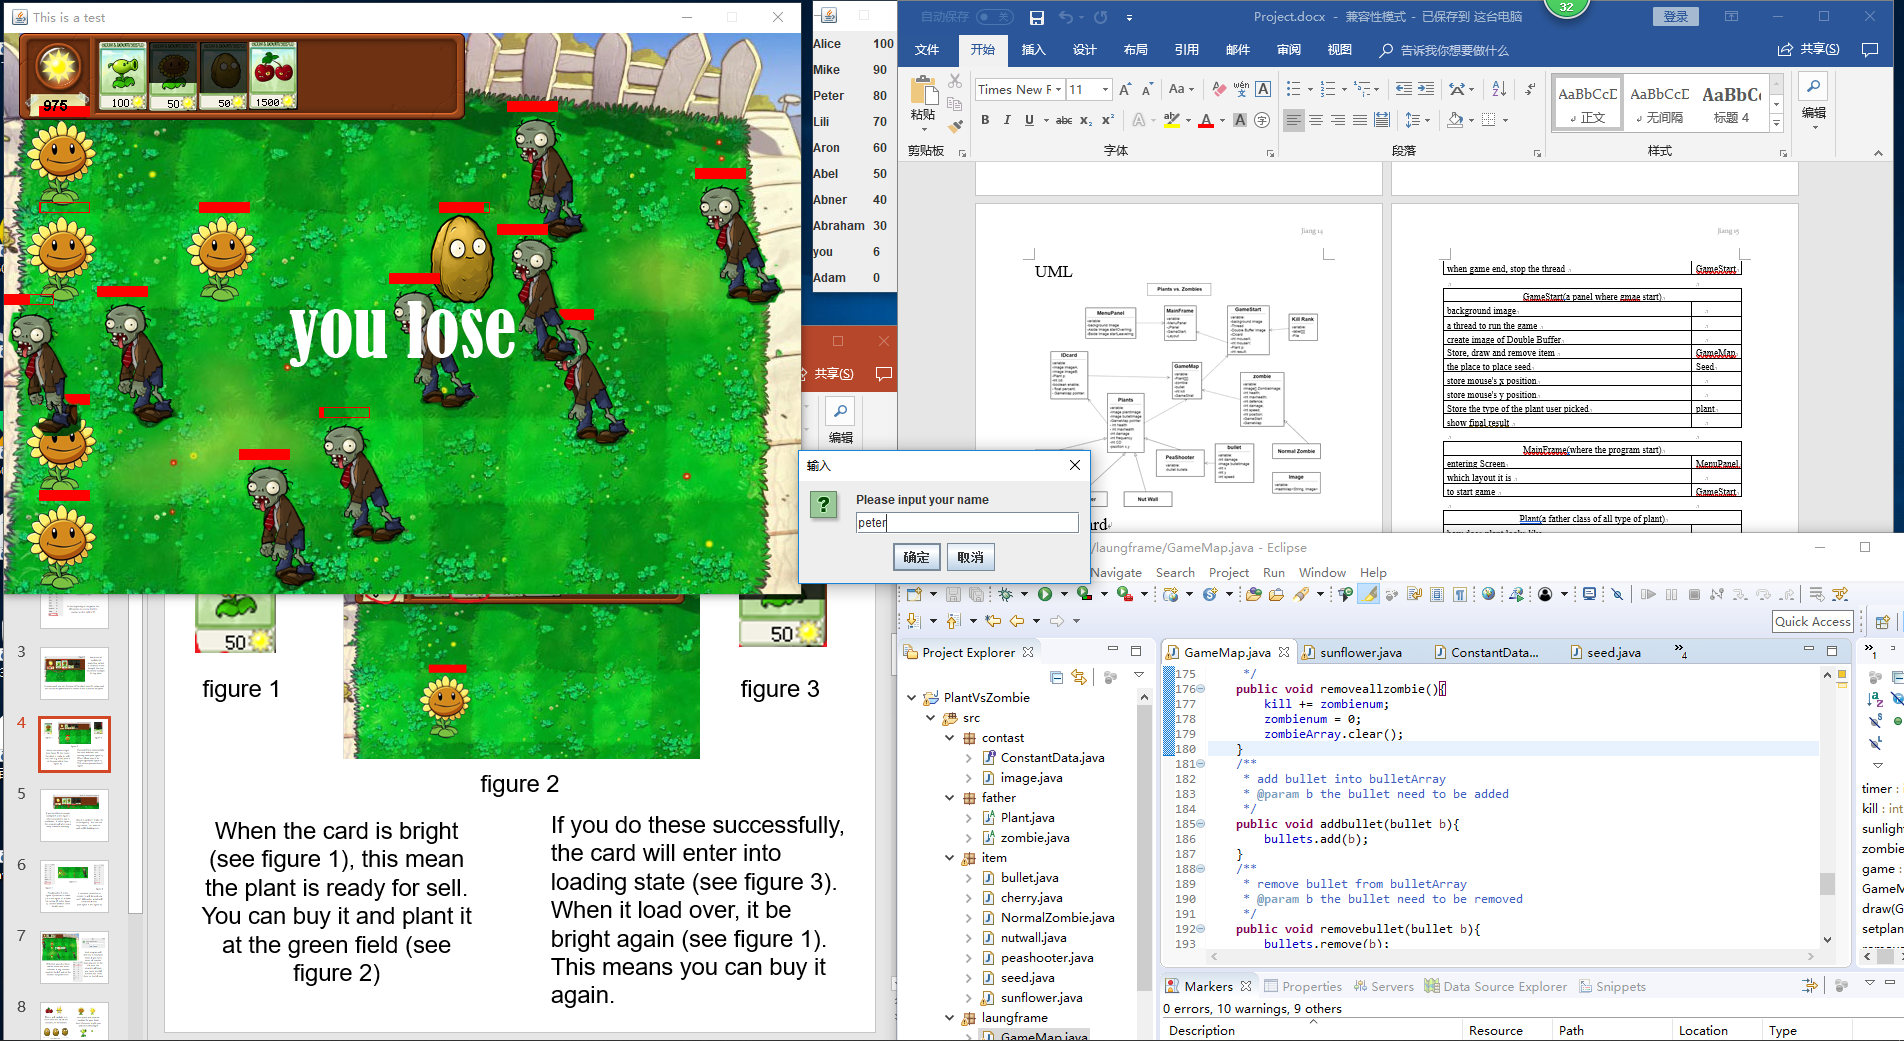 This is a test
975
100
50
50
1500
you lose
Alice 100
Mike 90
Peter 80
Lili 70
Aron 60
Abel 50
Abner 40
Abraham 30
you 6
Adam 0
共享(S)
编辑
输入
Please input your name
peter
确定
取消
自动保存
关
Project.docx - 兼容性模式 - 已保存到 这台电脑
32
登录
文件
开始
插入
设计
布局
引用
邮件
审阅
视图
告诉我你想要做什么
共享(S)
粘贴
剪贴板
Times New F
11
字体
段落
AaBbCcE
正文
AaBbCcE
无间隔
AaBbC
标题 4
样式
编辑
Jiang 14
UML
Plants vs. Zombies
MenuPanel
MainFrame
GameStart
Kill Rank
IDcard
GameMap
zombie
Plants
PeaShooter
bullet
Normal Zombie
Image
Nut Wall
Jiang 15
when game end, stop the thread GameStart
GameStart(a panel where gmae start)
background image
a thread to run the game
create image of Double Buffer
Store, draw and remove item GameMap
the place to place seed Seed
store mouse's x position
store mouse's y position
Store the type of the plant user picked plant
show final result
MainFrame(where the program start)
entering Screen MenuPanel
which layout it is
to start game GameStart
Plant(a father class of all type of plant)
3
4
5
6
7
8
50
50
figure 1
figure 3
figure 2
When the card is bright
(see figure 1), this mean
the plant is ready for sell.
You can buy it and plant it
at the green field (see
figure 2)
If you do these successfully,
the card will enter into
loading state (see figure 3).
When it load over, it be
bright again (see figure 1).
This means you can buy it
again.
/laungframe/GameMap.java - Eclipse
Navigate Search Project Run Window Help
Quick Access
Project Explorer
PlantVsZombie
src
contast
ConstantData.java
image.java
father
Plant.java
zombie.java
item
bullet.java
cherry.java
NormalZombie.java
nutwall.java
peashooter.java
seed.java
sunflower.java
laungframe
GameMap.java
GameMap.java
sunflower.java
ConstantData...
seed.java
4
175 */
176 public void removeallzombie(){
177 kill += zombienum;
178 zombienum = 0;
179 zombieArray.clear();
180 }
181 /**
182 * add bullet into bulletArray
183 * @param b the bullet need to be added
184 */
185 public void addbullet(bullet b){
186 bullets.add(b);
187 }
188 /**
189 * remove bullet from bulletArray
190 * @param b the bullet need to be removed
191 */
192 public void removebullet(bullet b){
193 bullets.remove(b);
1
timer :
kill : int
sunligh
zombie
game :
GameM
draw(G
setplan
Markers
Properties
Servers
Data Source Explorer
Snippets
0 errors, 10 warnings, 9 others
Description Resource Path Location Type